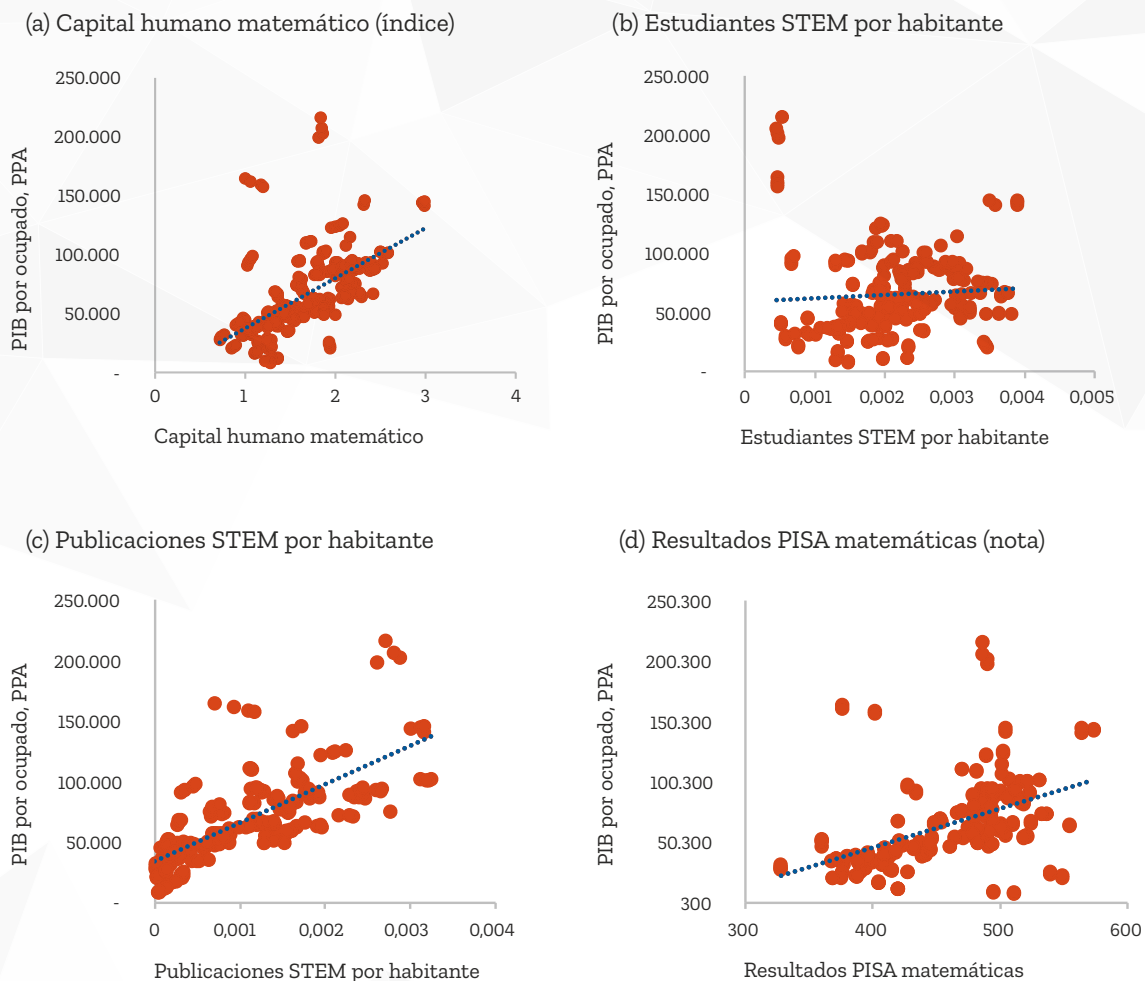 (a) Capital humano matemático (índice)
PIB por ocupado, PPA
250.000
200.000
150.000
100.000
50.000
-
0 1 2 3 4
Capital humano matemático
(b) Estudiantes STEM por habitante
PIB por ocupado, PPA
250.000
200.000
150.000
100.000
50.000
-
0 0,001 0,002 0,003 0,004 0,005
Estudiantes STEM por habitante
(c) Publicaciones STEM por habitante
PIB por ocupado, PPA
250.000
200.000
150.000
100.000
50.000
-
0 0,001 0,002 0,003 0,004
Publicaciones STEM por habitante
(d) Resultados PISA matemáticas (nota)
PIB por ocupado, PPA
250.300
200.300
150.300
100.300
50.300
300
300 400 500 600
Resultados PISA matemáticas